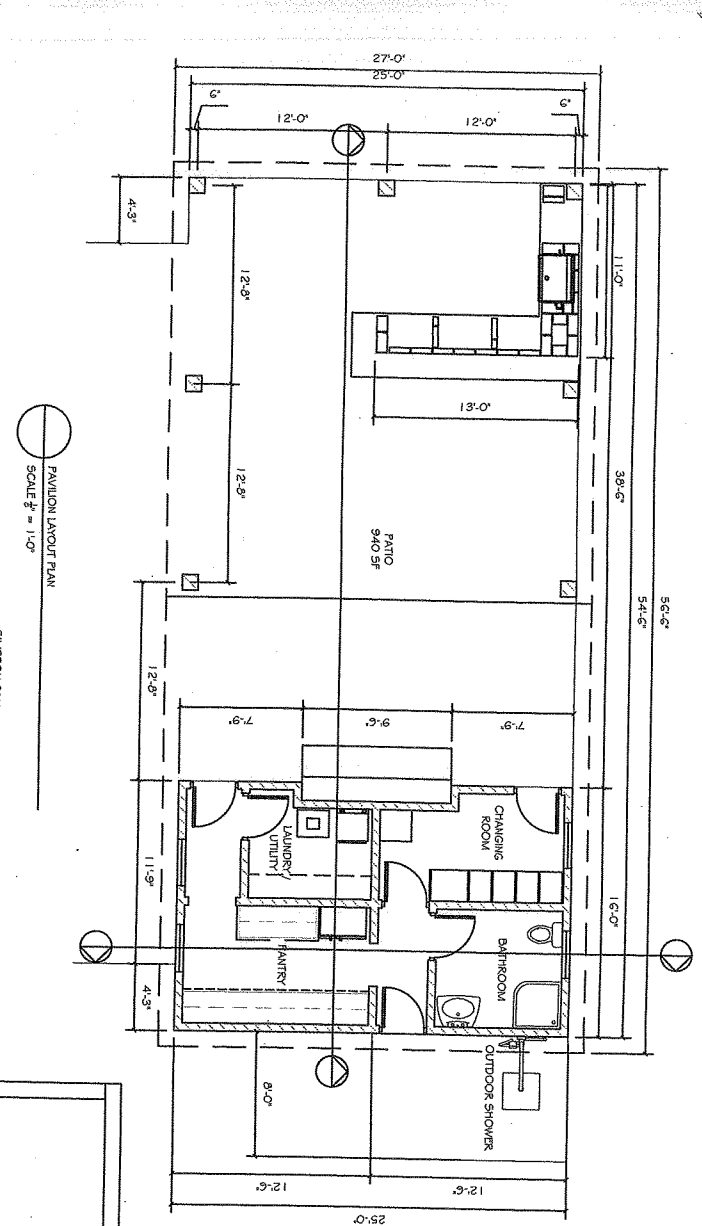 27'-0"
25'-0"
6"
6"
12'-0"
12'-0"
4'-3"
12'-8"
11'-0"
13'-0"
12'-8"
38'-6"
56'-6"
54'-6"
PATIO
940 SF
PAVILION LAYOUT PLAN
SCALE ⅛" = 1'-0"
12'-8"
7'-9"
9'-6"
7'-9"
CHANGING
ROOM
LAUNDRY/
UTILITY
11'-9"
16'-0"
PANTRY
BATHROOM
4'-3"
OUTDOOR SHOWER
8'-0"
12'-6"
12'-6"
25'-0"